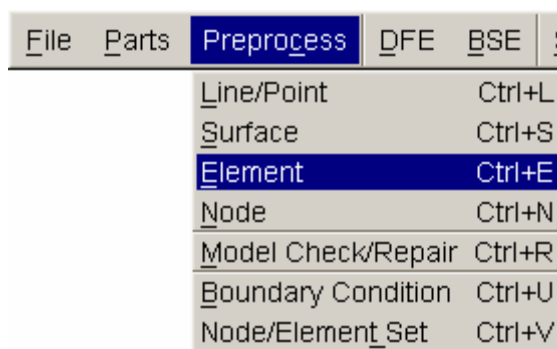 File Parts Preprocess DFE BSE
Line/Point Ctrl+L
Surface Ctrl+S
Element Ctrl+E
Node Ctrl+N
Model Check/Repair Ctrl+R
Boundary Condition Ctrl+U
Node/Element Set Ctrl+V